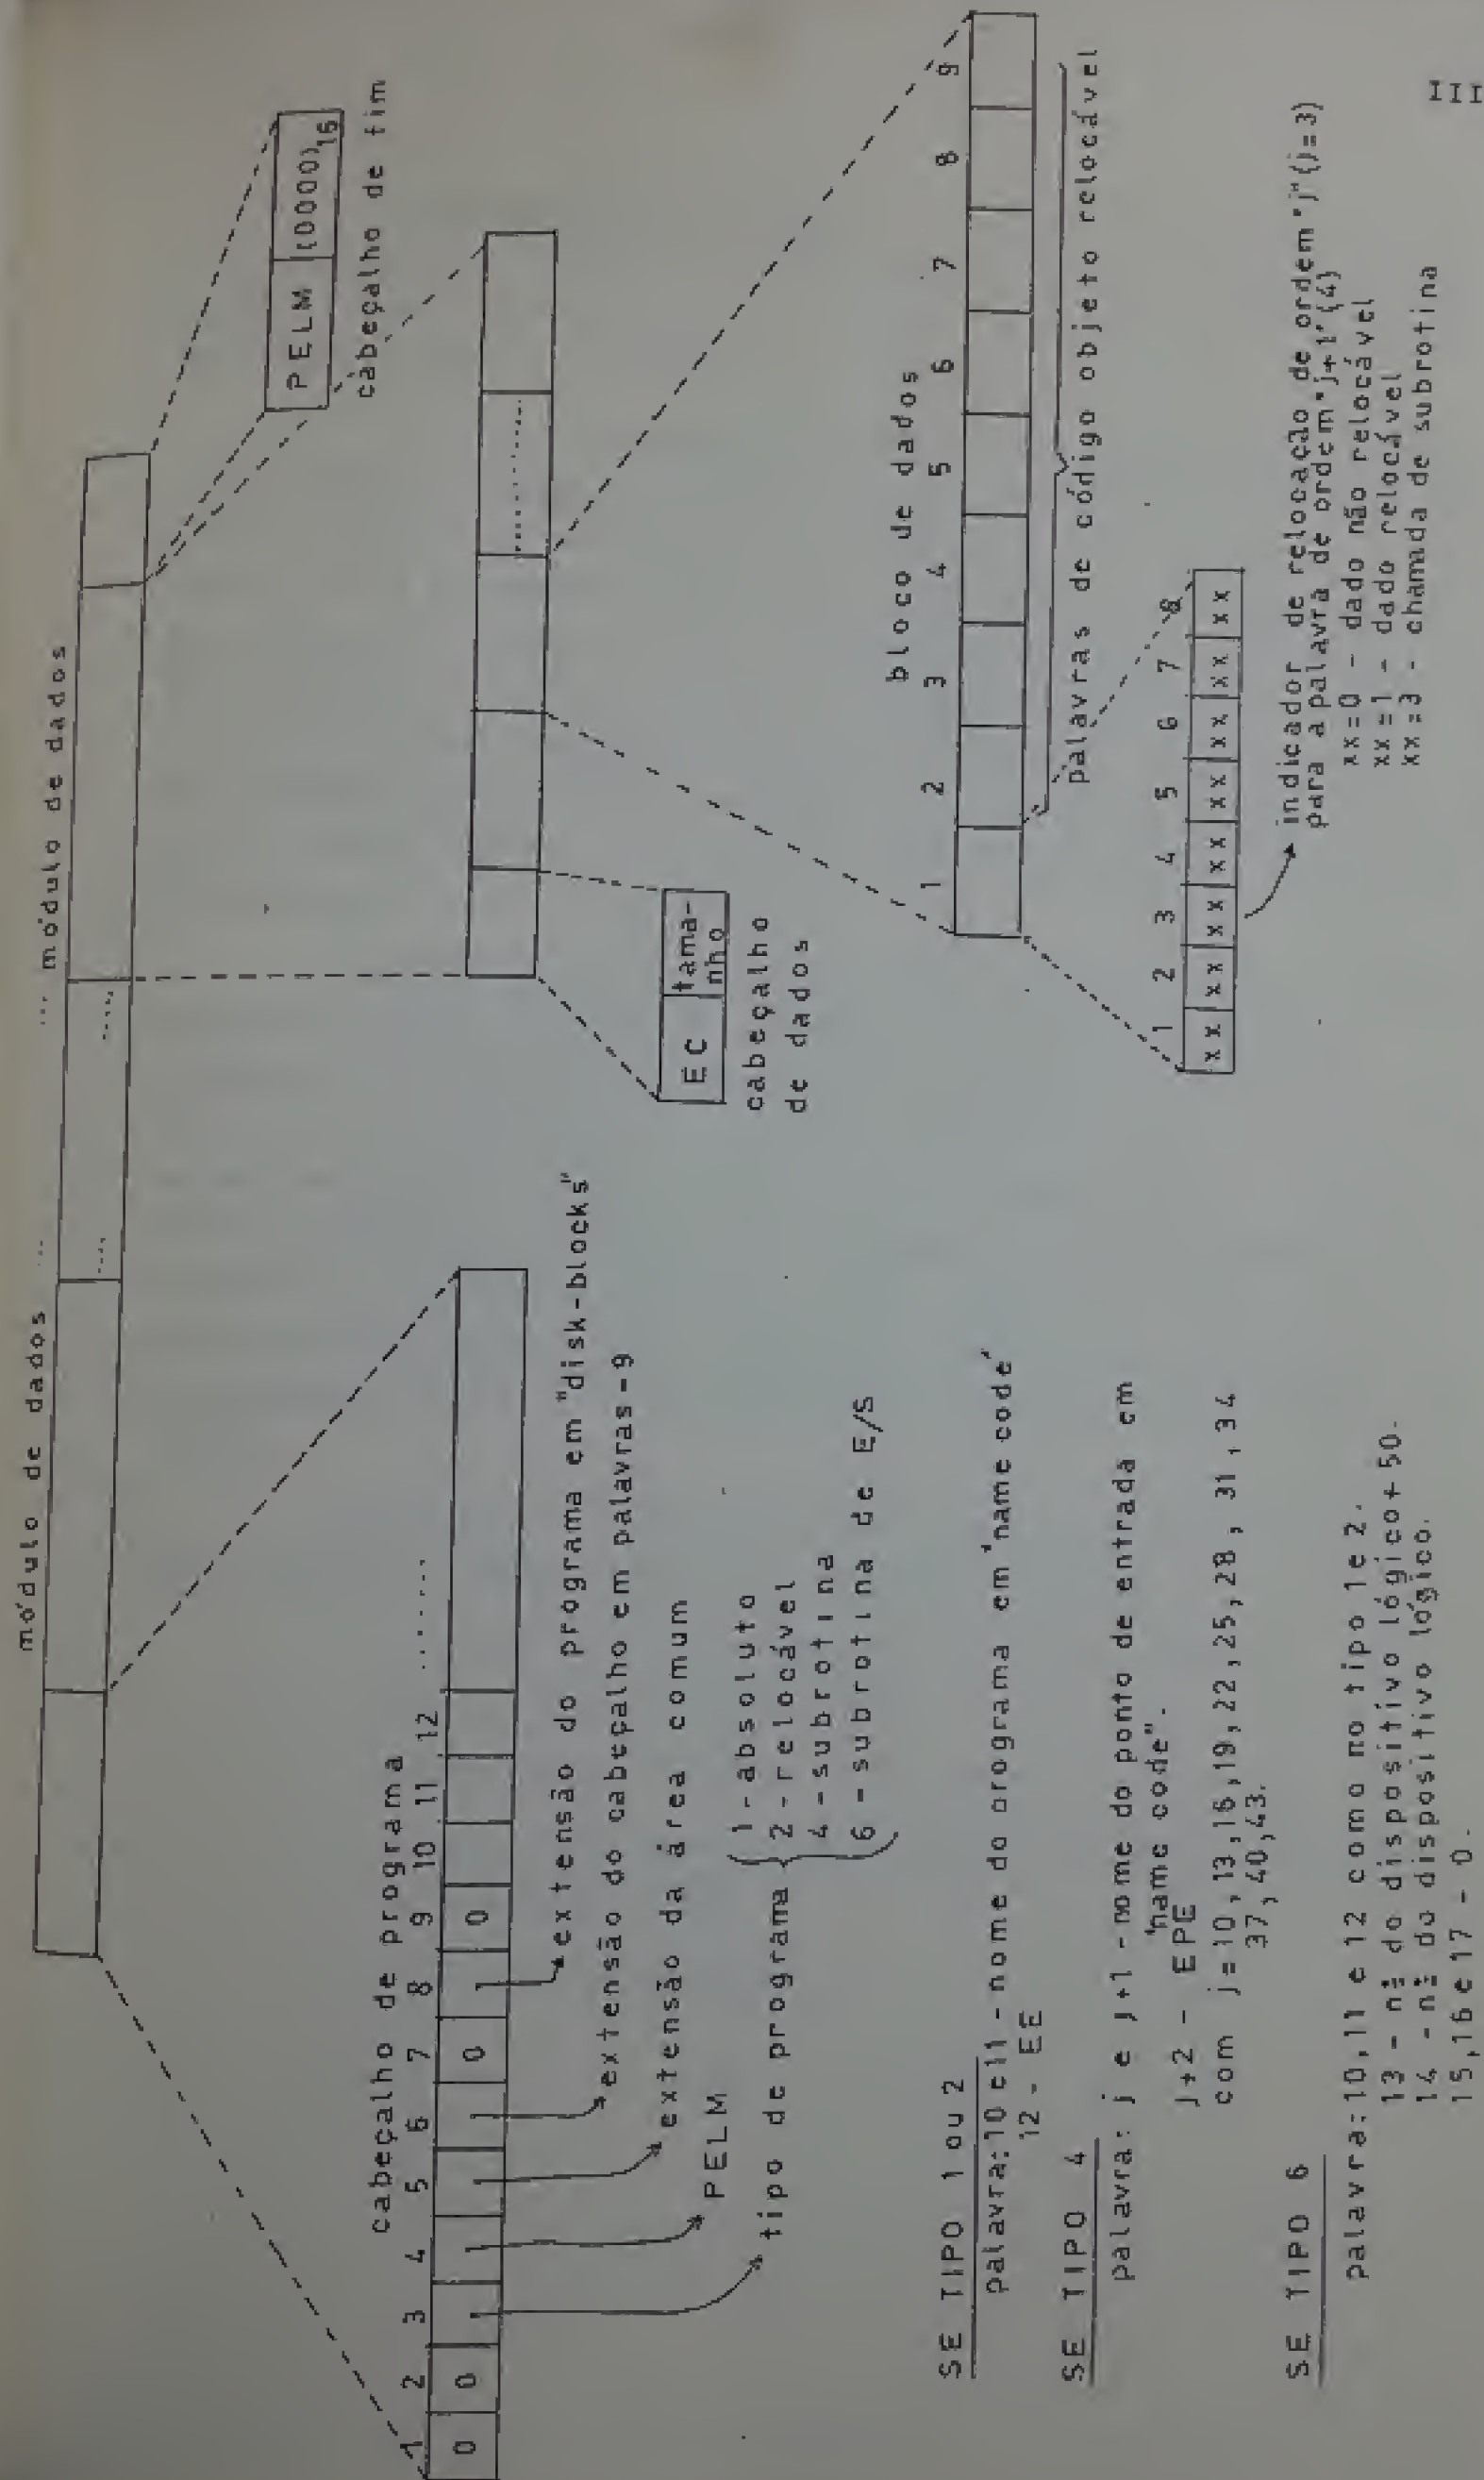 módulo de dados ... ... módulo de dados
PELM (0000)16
cabeçalho de fim
cabeçalho de programa
1 2 3 4 5 6 7 8 9 10 11 12 .......
0 0 0 0
extensão do programa em "disk-blocks"
extensão do cabeçalho em palavras-9
extensão da área comum
PELM
tipo de programa
1 - absoluto
2 - relocável
4 - subrotina
6 - subrotina de E/S
EC tama-
nho
cabeçalho
de dados
bloco de dados
1 2 3 4 5 6 7 8 9
palavras de código objeto relocável
1 2 3 4 5 6 7 8
xx xx xx xx xx xx xx xx
indicador de relocação de ordem "j" (j=3)
para a palavra de ordem "j+1" (4)
xx=0 - dado não relocável
xx=1 - dado relocável
xx=3 - chamada de subrotina
SE TIPO 1 ou 2
palavra: 10 e 11 - nome do programa em "name code"
12 - EE
SE TIPO 4
palavra: j e j+1 - nome do ponto de entrada em
"name code".
j+2 - EPE
com j=10,13,16,19,22,25,28,31,34
37,40,43.
SE TIPO 6
palavra: 10,11 e 12 como no tipo 1 e 2.
13 - nº do dispositivo lógico + 50.
14 - nº do dispositivo lógico.
15,16 e 17 - 0.
III